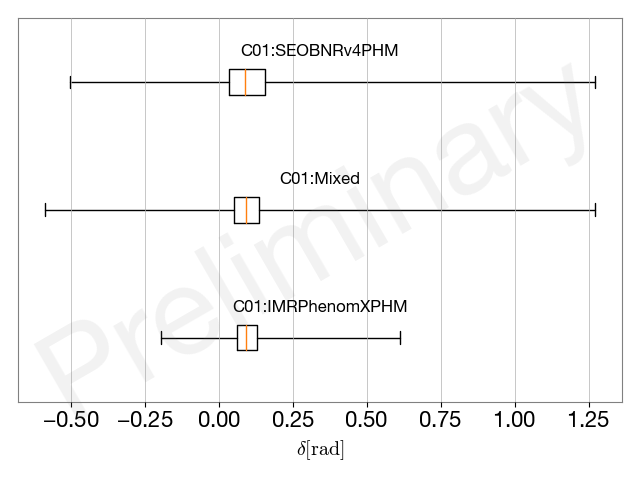 C01:SEOBNRv4PHM
C01:Mixed
C01:IMRPhenomXPHM
Preliminary
−0.50 −0.25 0.00 0.25 0.50 0.75 1.00 1.25
δ[rad]